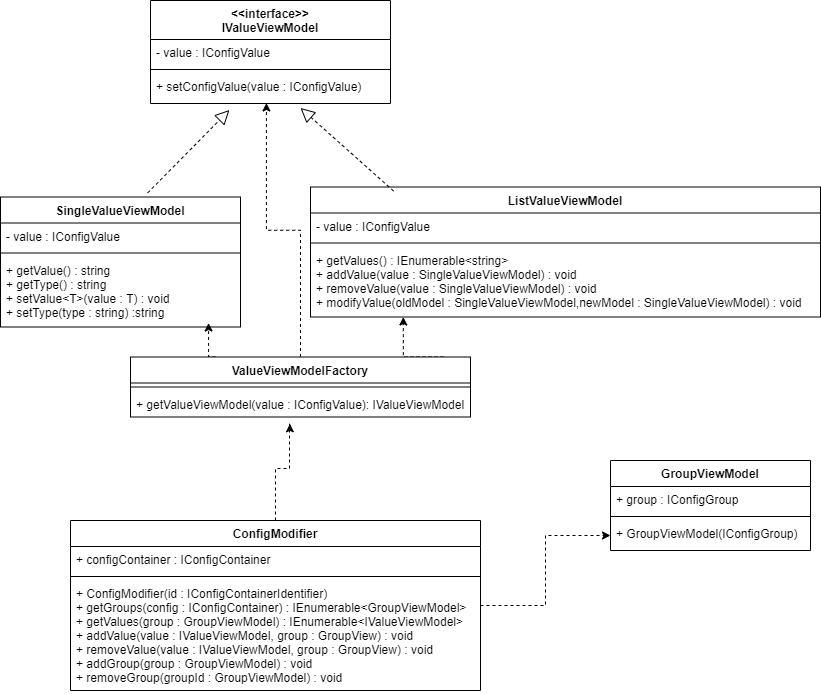 <<interface>>
IValueViewModel
- value : IConfigValue
+ setConfigValue(value : IConfigValue)
SingleValueViewModel
- value : IConfigValue
+ getValue() : string
+ getType() : string
+ setValue<T>(value : T) : void
+ setType(type : string) :string
ListValueViewModel
- value : IConfigValue
+ getValues() : IEnumerable<string>
+ addValue(value : SingleValueViewModel) : void
+ removeValue(value : SingleValueViewModel) : void
+ modifyValue(oldModel : SingleValueViewModel,newModel : SingleValueViewModel) : void
ValueViewModelFactory
+ getValueViewModel(value : IConfigValue): IValueViewModel
GroupViewModel
+ group : IConfigGroup
+ GroupViewModel(IConfigGroup)
ConfigModifier
+ configContainer : IConfigContainer
+ ConfigModifier(id : IConfigContainerIdentifier)
+ getGroups(config : IConfigContainer) : IEnumerable<GroupViewModel>
+ getValues(group : GroupViewModel) : IEnumerable<IValueViewModel>
+ addValue(value : IValueViewModel, group : GroupView) : void
+ removeValue(value : IValueViewModel, group : GroupView) : void
+ addGroup(group : GroupViewModel) : void
+ removeGroup(groupId : GroupViewModel) : void